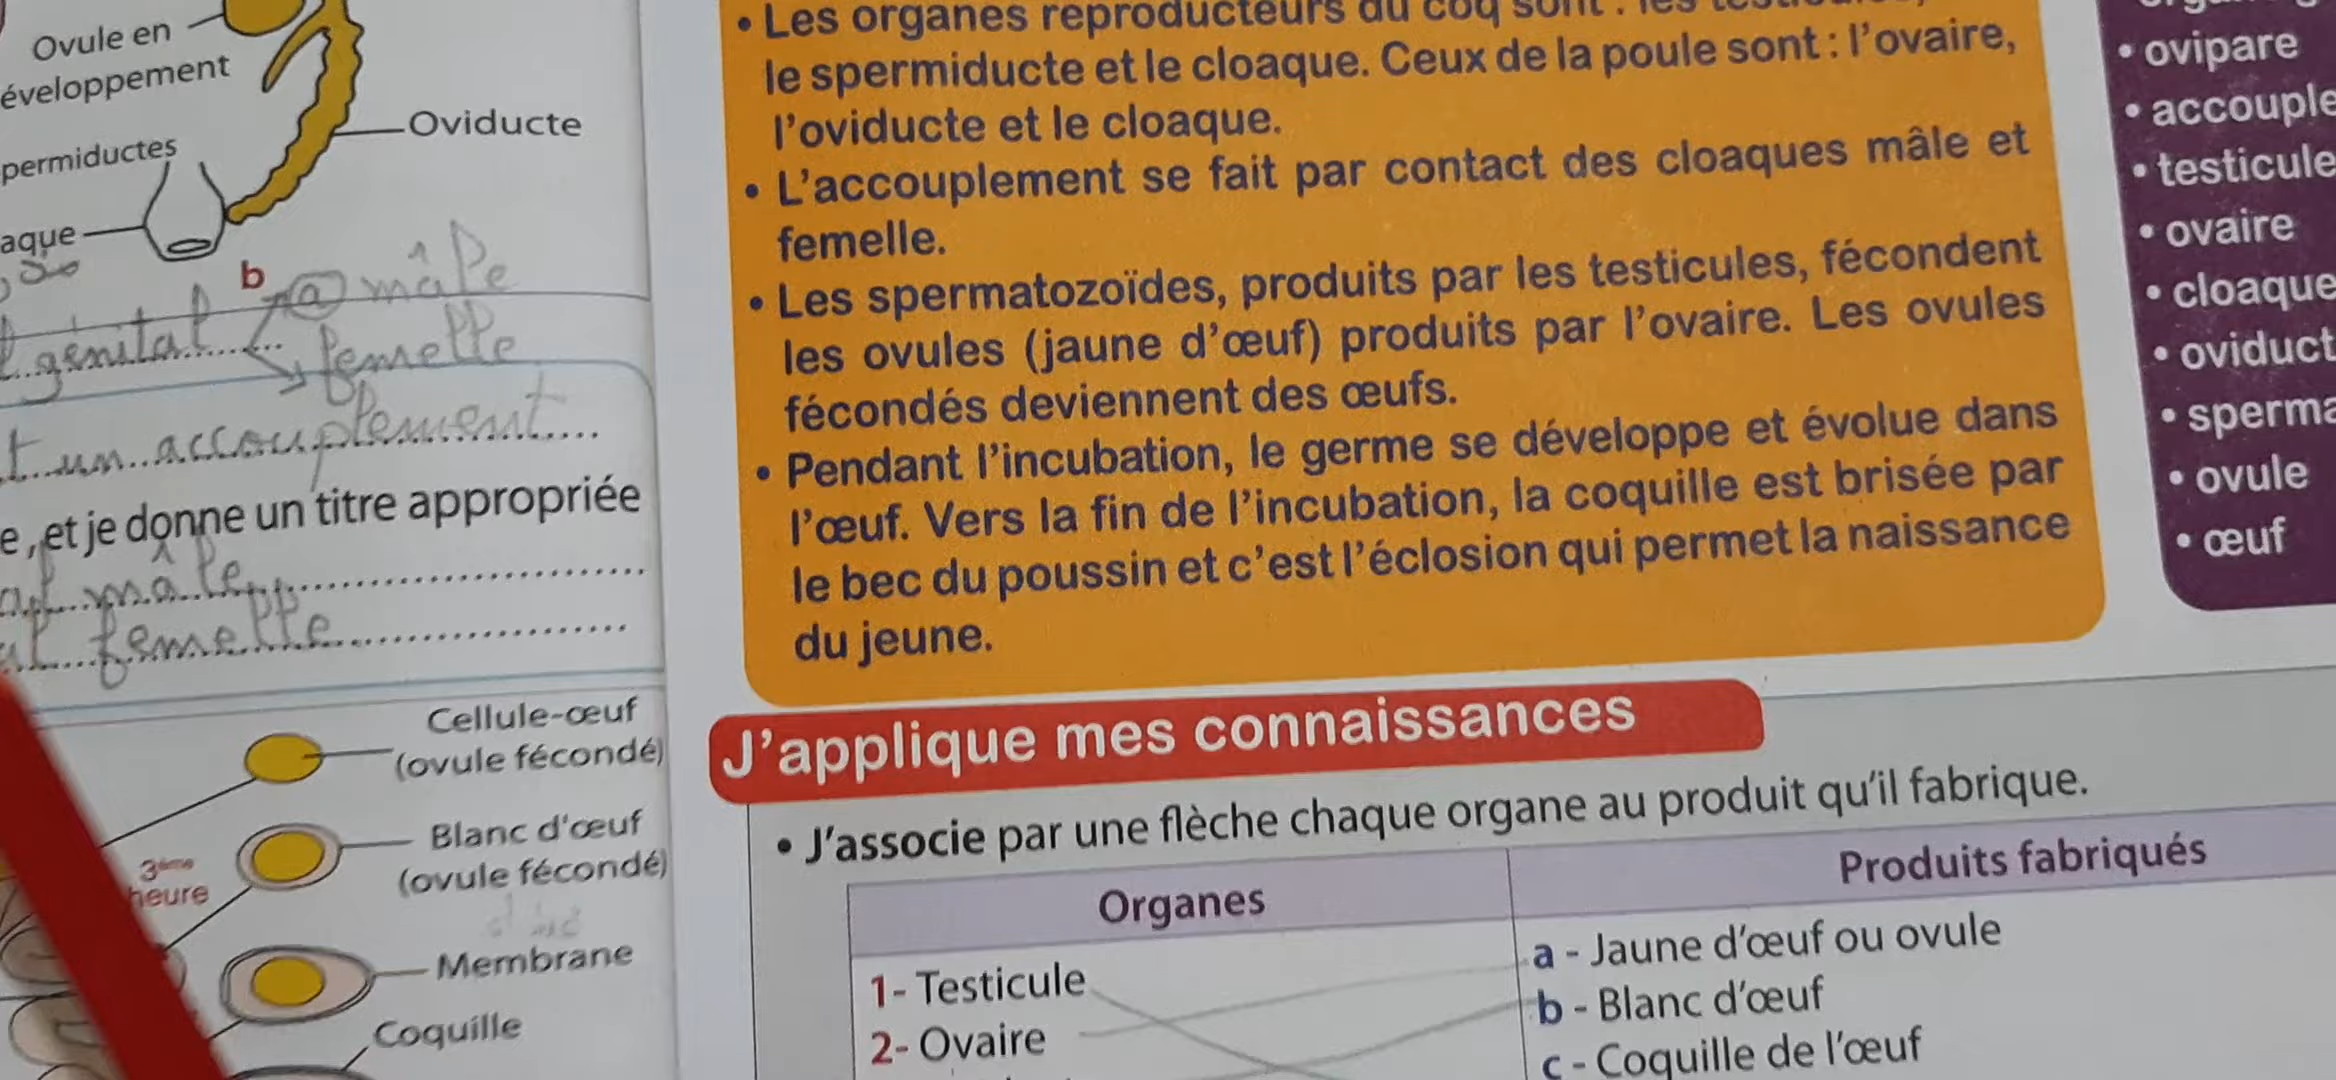 Ovule en
éveloppement
Oviducte
permiductes
aque
b
a mâle
génital
femelle
t un accouplement
e, et je donne un titre appropriée
mâle
femelle
Cellule-œuf
(ovule fécondé)
Blanc d'œuf
(ovule fécondé)
3ème
heure
Membrane
Coquille
• Les organes reproducteurs du coq sont : les
le spermiducte et le cloaque. Ceux de la poule sont : l'ovaire,
l'oviducte et le cloaque.
• L'accouplement se fait par contact des cloaques mâle et
femelle.
• Les spermatozoïdes, produits par les testicules, fécondent
les ovules (jaune d'œuf) produits par l'ovaire. Les ovules
fécondés deviennent des œufs.
• Pendant l'incubation, le germe se développe et évolue dans
l'œuf. Vers la fin de l'incubation, la coquille est brisée par
le bec du poussin et c'est l'éclosion qui permet la naissance
du jeune.
• ovipare
• accouple
• testicule
• ovaire
• cloaque
• oviduct
• sperma
• ovule
• œuf
J'applique mes connaissances
• J'associe par une flèche chaque organe au produit qu'il fabrique.
Organes
Produits fabriqués
1- Testicule
a - Jaune d'œuf ou ovule
2- Ovaire
b - Blanc d'œuf
c - Coquille de l'œuf